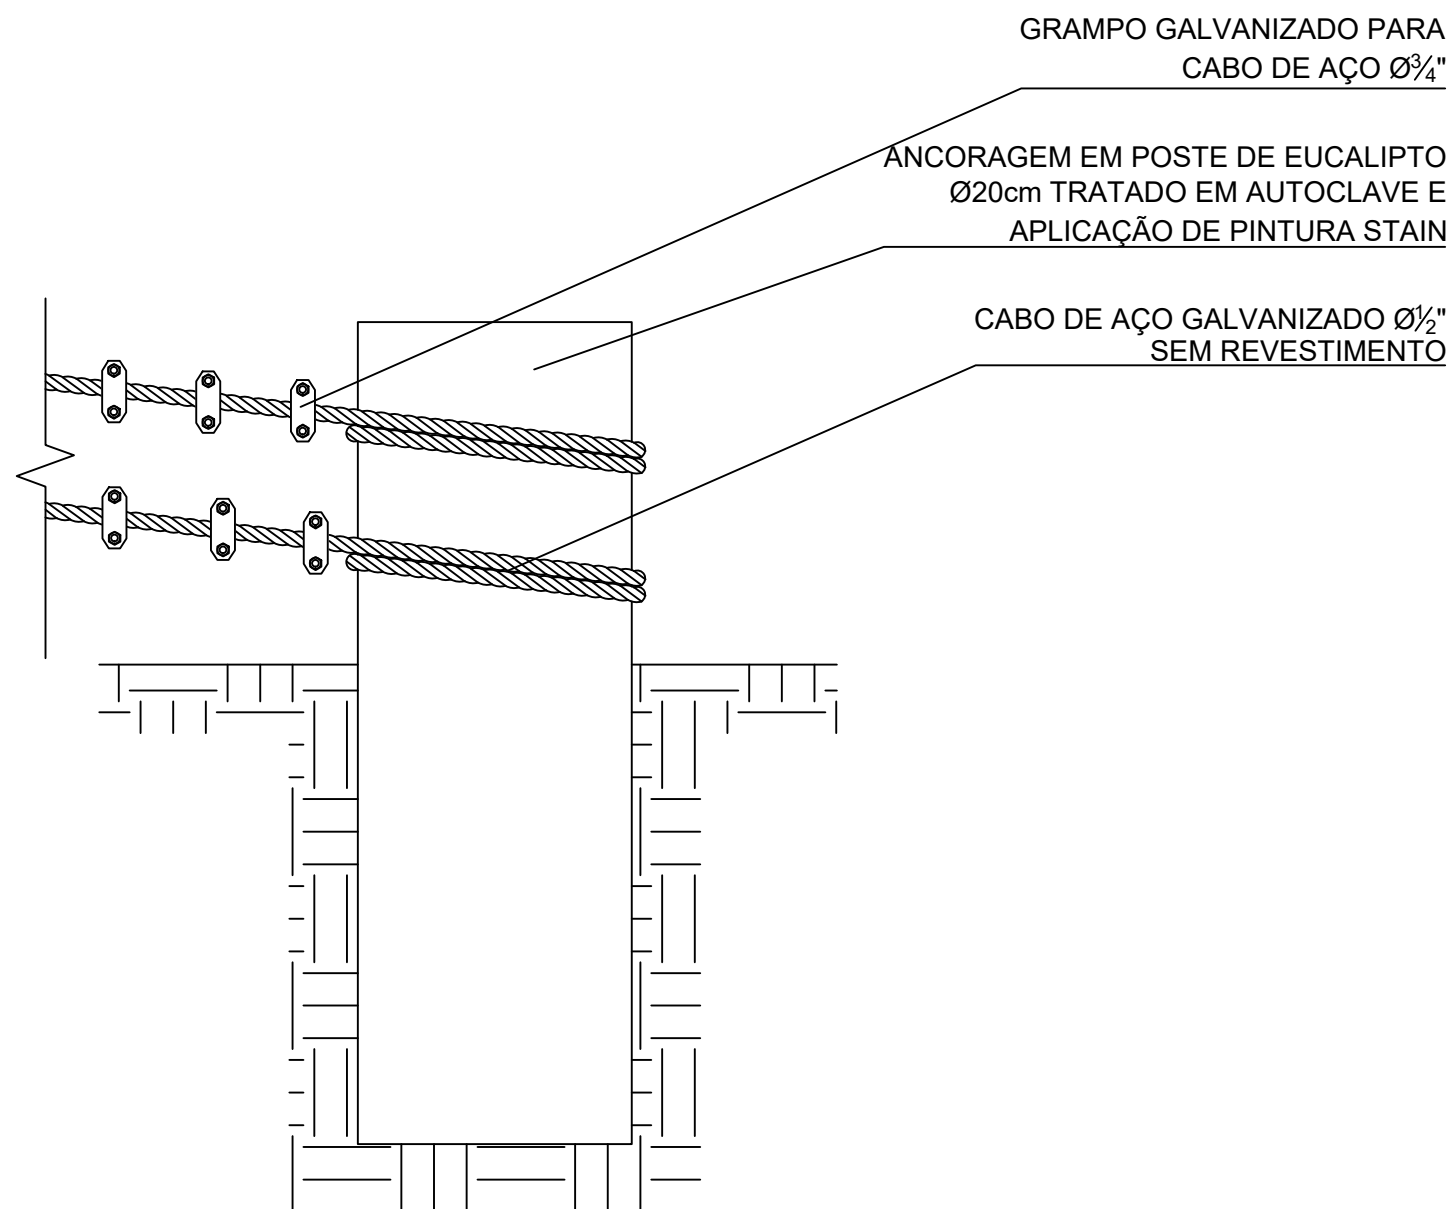 GRAMPO GALVANIZADO PARA
CABO DE AÇO Ø¾"
ANCORAGEM EM POSTE DE EUCALIPTO
Ø20cm TRATADO EM AUTOCLAVE E
APLICAÇÃO DE PINTURA STAIN
CABO DE AÇO GALVANIZADO Ø½"
SEM REVESTIMENTO